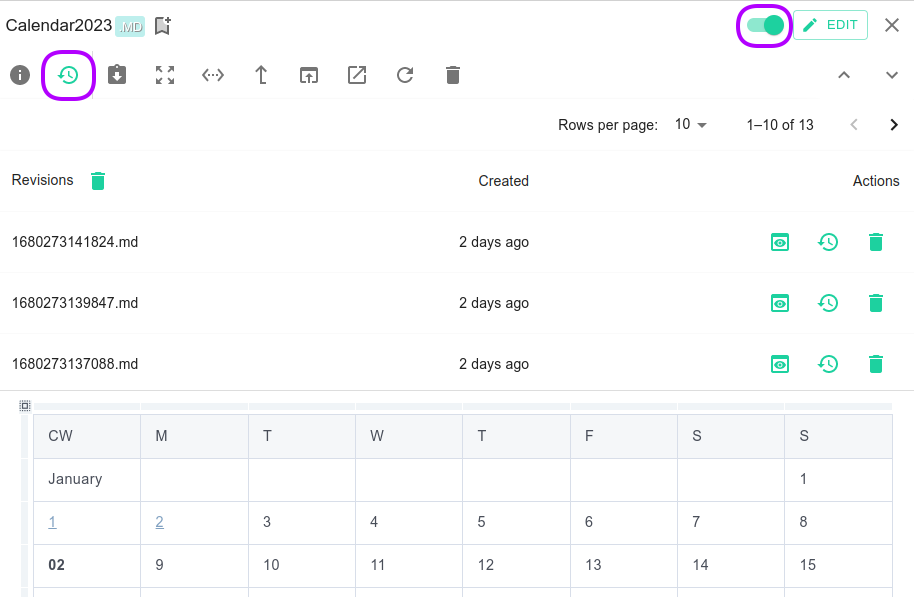 Calendar2023 .MD EDIT
Rows per page: 10 1–10 of 13
Revisions Created Actions
1680273141824.md 2 days ago
1680273139847.md 2 days ago
1680273137088.md 2 days ago
CW M T W T F S S
January 1
1 2 3 4 5 6 7 8
02 9 10 11 12 13 14 15